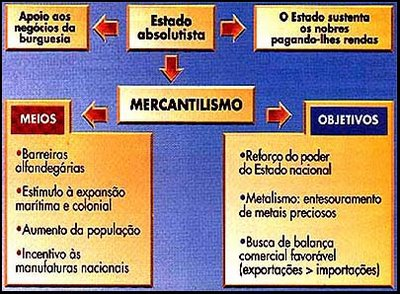 Apoio aos
negócios da
burguesia
Estado
absolutista
O Estado sustenta
os nobres
pagando-lhes rendas
MERCANTILISMO
MEIOS
•Barreiras
alfandegárias
•Estímulo à expansão
marítima e colonial
•Aumento da população
•Incentivo às
manufaturas nacionais
OBJETIVOS
•Reforço do poder
do Estado nacional
•Metalismo: entesouramento
de metais preciosos
•Busca de balança
comercial favorável
(exportações > importações)